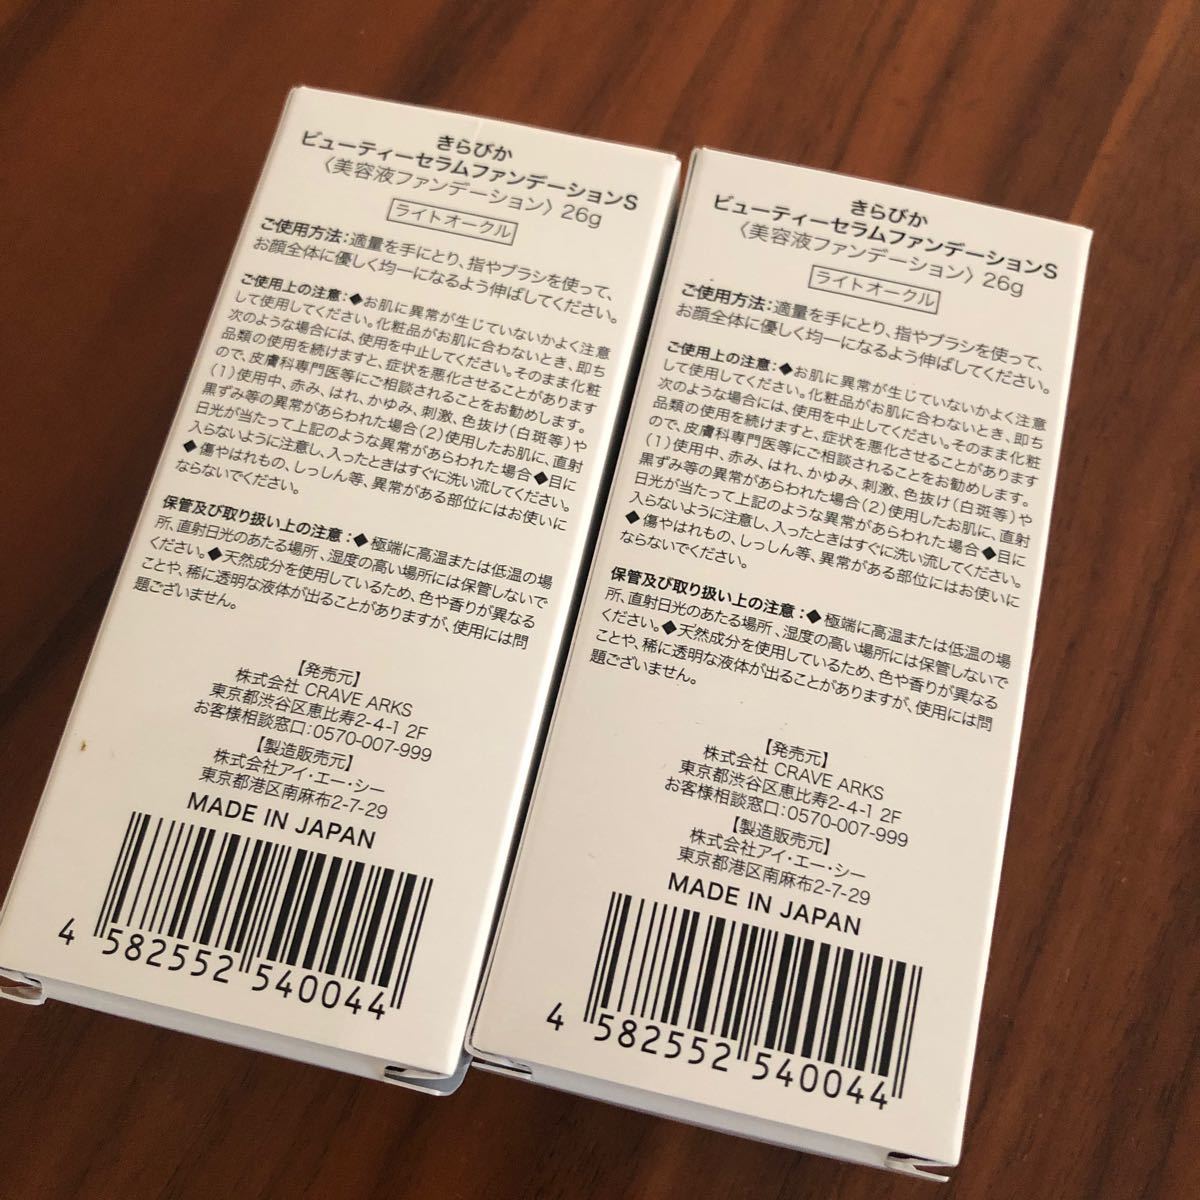 きらびか
ビューティーセラムファンデーションS
〈美容液ファンデーション〉26g
ライトオークル
ご使用方法：適量を手にとり、指やブラシを使って、
お顔全体に優しく均一になるよう伸ばしてください。
ご使用上の注意：◆お肌に異常が生じていないかよく注意
して使用してください。化粧品がお肌に合わないとき、即ち
次のような場合には、使用を中止してください。そのまま化粧
品類の使用を続けますと、症状を悪化させることがあります
ので、皮膚科専門医等にご相談されることをお勧めします。
(1)使用中、赤み、はれ、かゆみ、刺激、色抜け(白斑等)や
黒ずみ等の異常があらわれた場合(2)使用したお肌に、直射
日光が当たって上記のような異常があらわれた場合◆目に
入らないように注意し、入ったときはすぐに洗い流してください。
◆傷やはれもの、しっしん等、異常がある部位にはお使いに
ならないでください。
保管及び取り扱い上の注意：◆極端に高温または低温の場
所、直射日光のあたる場所、湿度の高い場所には保管しないで
ください。◆天然成分を使用しているため、色や香りが異なる
ことや、稀に透明な液体が出ることがありますが、使用には問
題ございません。
【発売元】
株式会社 CRAVE ARKS
東京都渋谷区恵比寿2-4-1 2F
お客様相談窓口：0570-007-999
【製造販売元】
株式会社アイ・エー・シー
東京都港区南麻布2-7-29
MADE IN JAPAN
4 582552 540044
きらびか
ビューティーセラムファンデーションS
〈美容液ファンデーション〉26g
ライトオークル
ご使用方法：適量を手にとり、指やブラシを使って、
お顔全体に優しく均一になるよう伸ばしてください。
ご使用上の注意：◆お肌に異常が生じていないかよく注意
して使用してください。化粧品がお肌に合わないとき、即ち
次のような場合には、使用を中止してください。そのまま化粧
品類の使用を続けますと、症状を悪化させることがあります
ので、皮膚科専門医等にご相談されることをお勧めします。
(1)使用中、赤み、はれ、かゆみ、刺激、色抜け(白斑等)や
黒ずみ等の異常があらわれた場合(2)使用したお肌に、直射
日光が当たって上記のような異常があらわれた場合◆目に
入らないように注意し、入ったときはすぐに洗い流してください。
◆傷やはれもの、しっしん等、異常がある部位にはお使いに
ならないでください。
保管及び取り扱い上の注意：◆極端に高温または低温の場
所、直射日光のあたる場所、湿度の高い場所には保管しないで
ください。◆天然成分を使用しているため、色や香りが異なる
ことや、稀に透明な液体が出ることがありますが、使用には問
題ございません。
【発売元】
株式会社 CRAVE ARKS
東京都渋谷区恵比寿2-4-1 2F
お客様相談窓口：0570-007-999
【製造販売元】
株式会社アイ・エー・シー
東京都港区南麻布2-7-29
MADE IN JAPAN
4 582552 540044